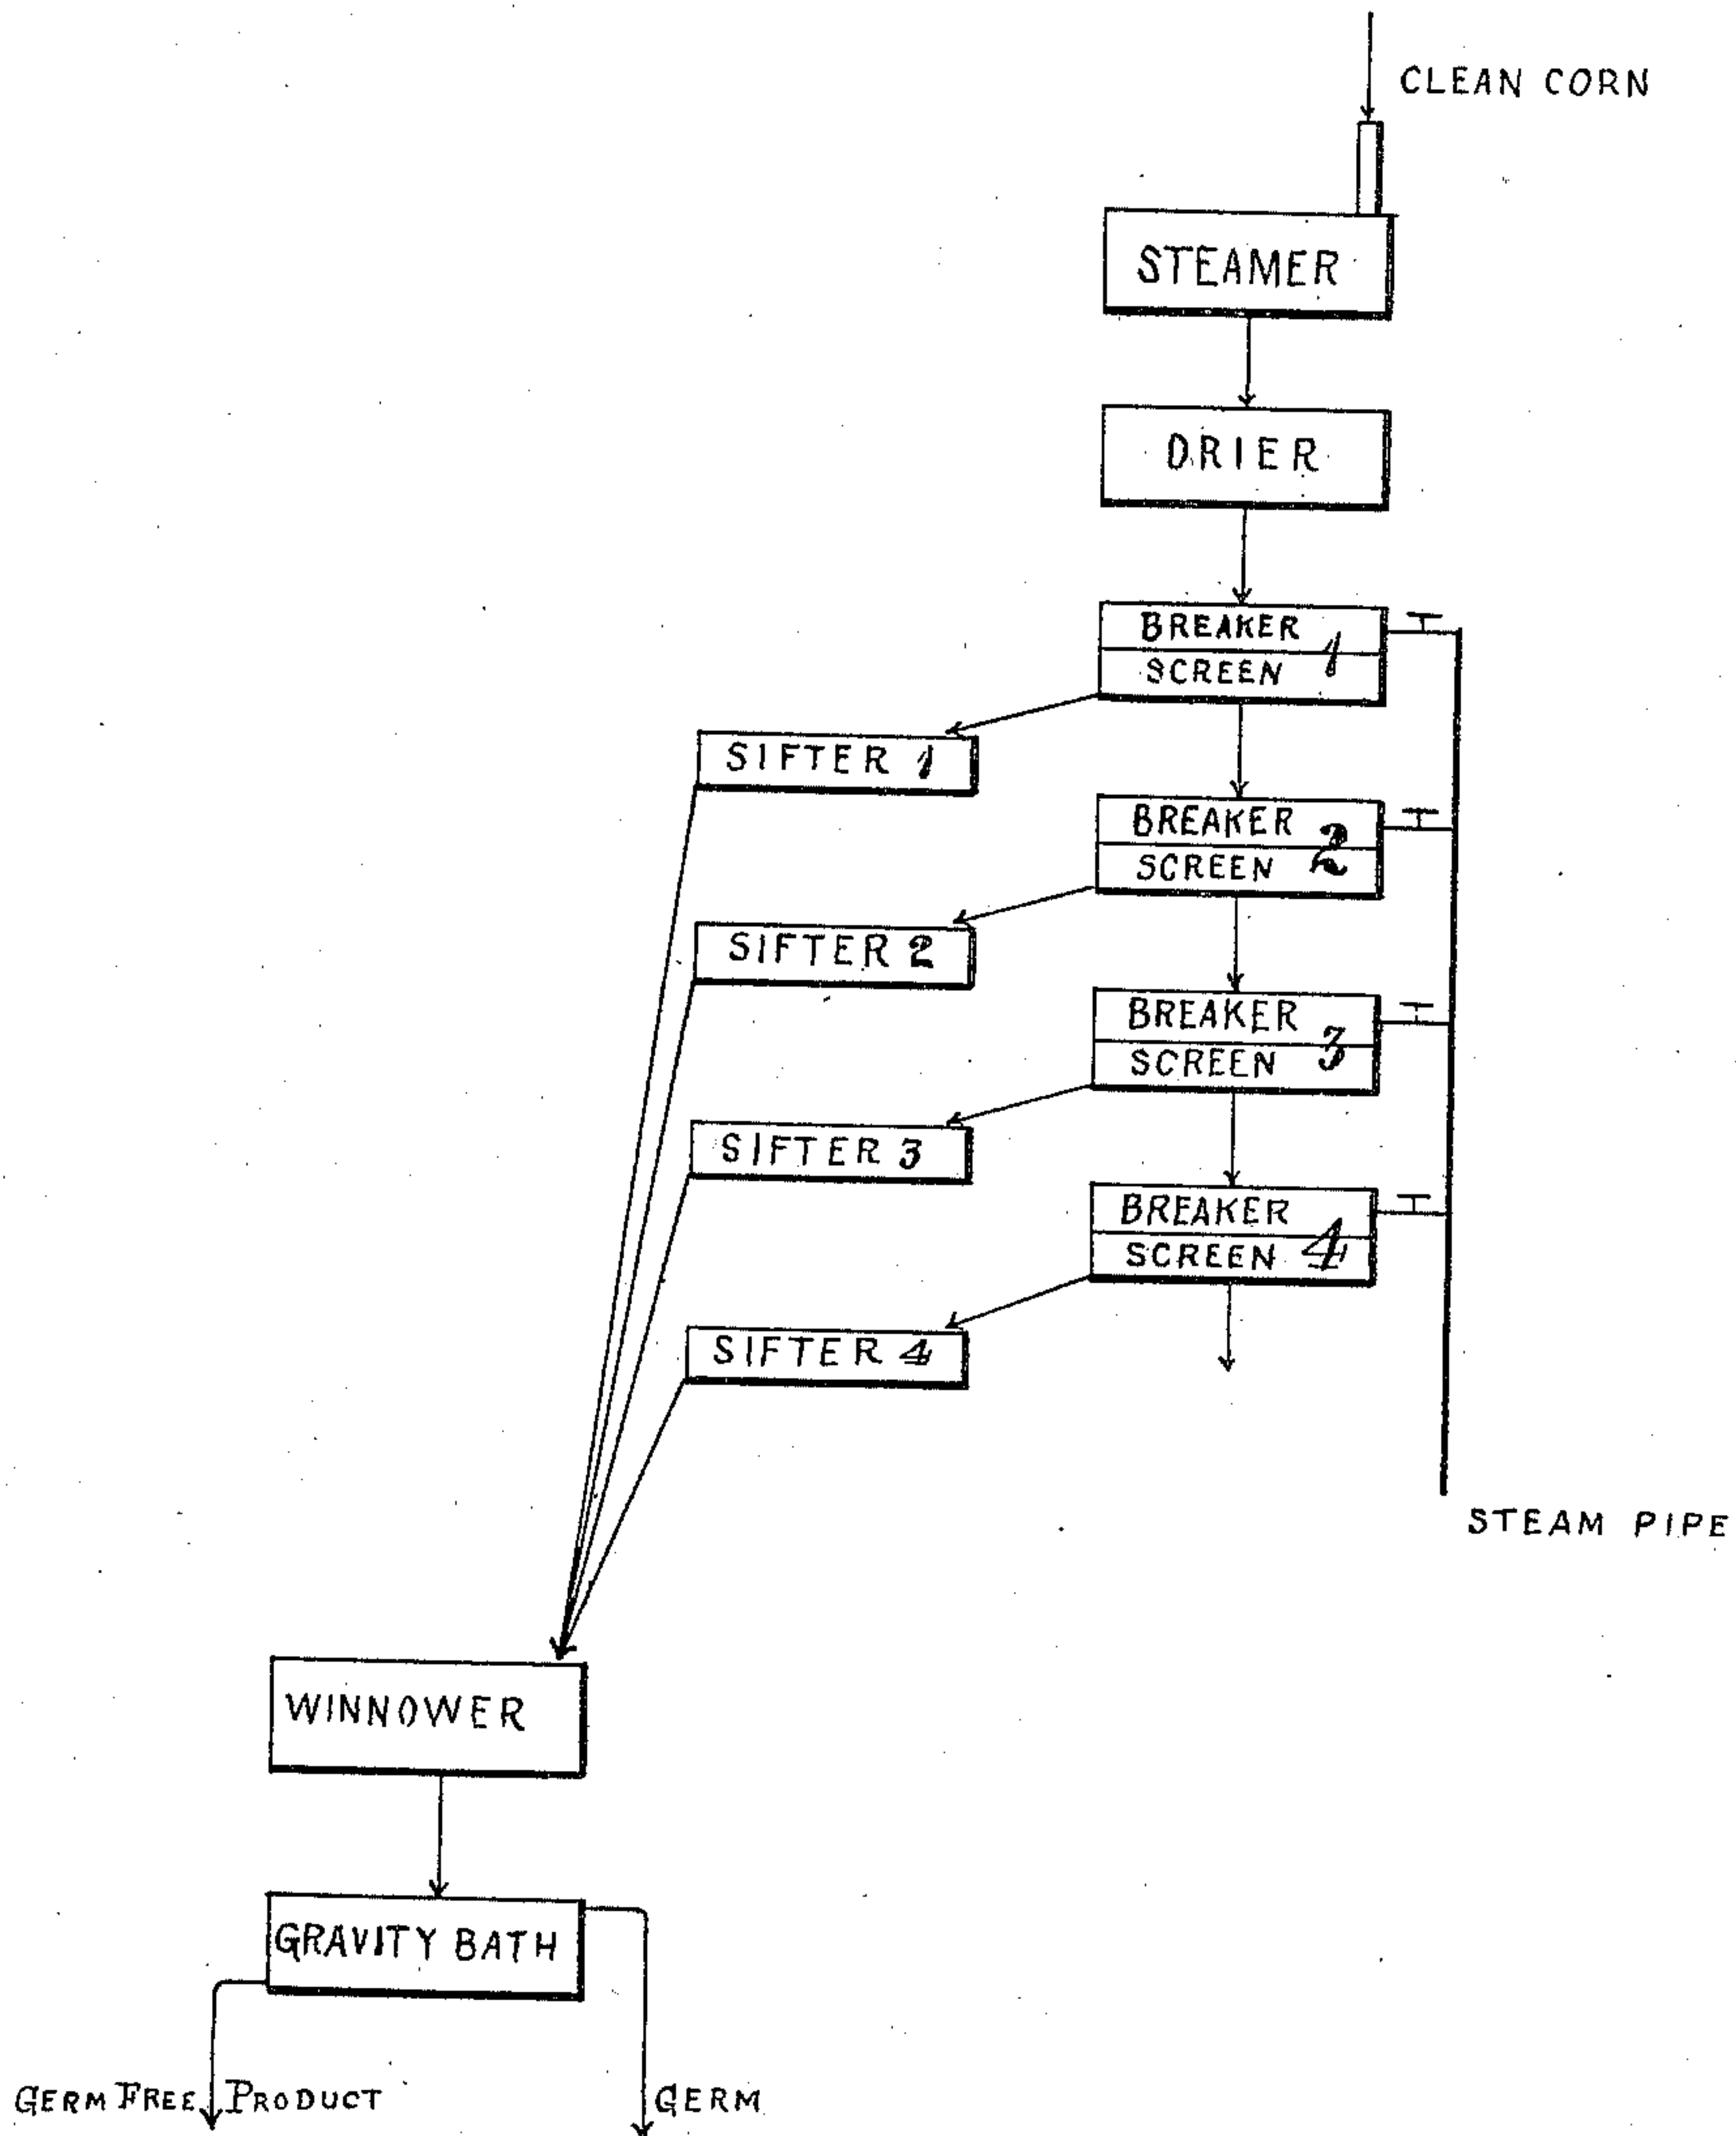 CLEAN CORN
STEAMER
DRIER
BREAKER
1
SCREEN
SIFTER 1
BREAKER
2
SCREEN
SIFTER 2
BREAKER
3
SCREEN
SIFTER 3
BREAKER
4
SCREEN
SIFTER 4
STEAM PIPE
WINNOWER
GRAVITY BATH
GERM FREE PRODUCT
GERM